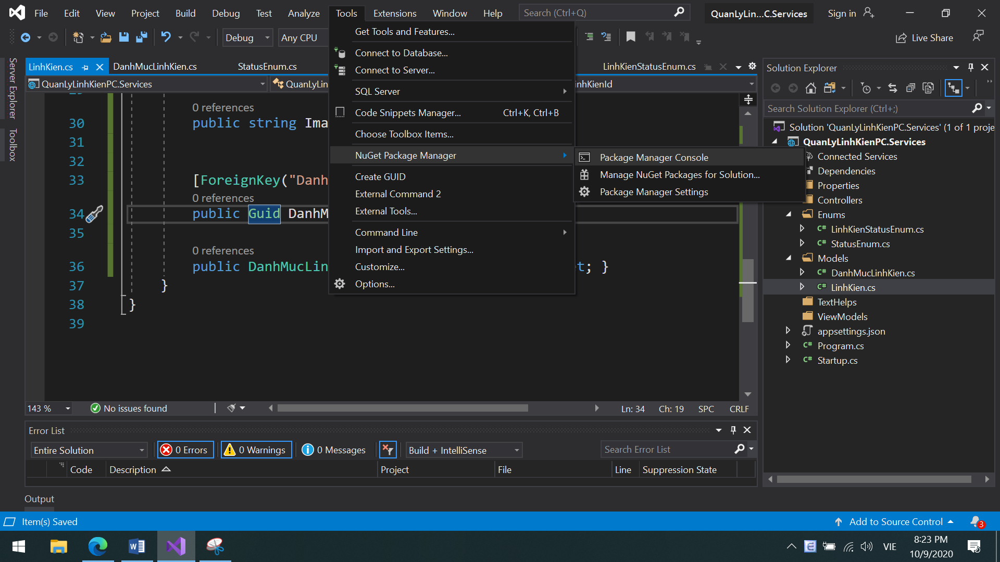 File Edit View Project Build Debug Test Analyze Tools Extensions Window Help Search (Ctrl+Q) QuanLyLin...C.Services Sign in
Debug Any CPU Live Share
Server Explorer
Toolbox
LinhKien.cs DanhMucLinhKien.cs StatusEnum.cs LinhKienStatusEnum.cs
QuanLyLinhKienPC.Services QuanLyLin inhKienId
0 references
30 public string Ima
31
32
33 [ForeignKey("Danh
0 references
34 public Guid DanhM
35
0 references
36 public DanhMucLin t; }
37 }
38 }
39
Get Tools and Features...
Connect to Database...
Connect to Server...
SQL Server
Code Snippets Manager... Ctrl+K, Ctrl+B
Choose Toolbox Items...
NuGet Package Manager
Create GUID
External Command 2
External Tools...
Command Line
Import and Export Settings...
Customize...
Options...
Package Manager Console
Manage NuGet Packages for Solution...
Package Manager Settings
143 % No issues found Ln: 34 Ch: 19 SPC CRLF
Solution Explorer
Search Solution Explorer (Ctrl+;)
Solution 'QuanLyLinhKienPC.Services' (1 of 1 proje
QuanLyLinhKienPC.Services
Connected Services
Dependencies
Properties
Controllers
Enums
C# LinhKienStatusEnum.cs
C# StatusEnum.cs
Models
C# DanhMucLinhKien.cs
C# LinhKien.cs
TextHelps
ViewModels
appsettings.json
C# Program.cs
C# Startup.cs
Error List
Entire Solution 0 Errors 0 Warnings 0 Messages Build + IntelliSense Search Error List
Code Description Project File Line Suppression State
Output
Item(s) Saved Add to Source Control 3
VIE 8:23 PM
10/9/2020